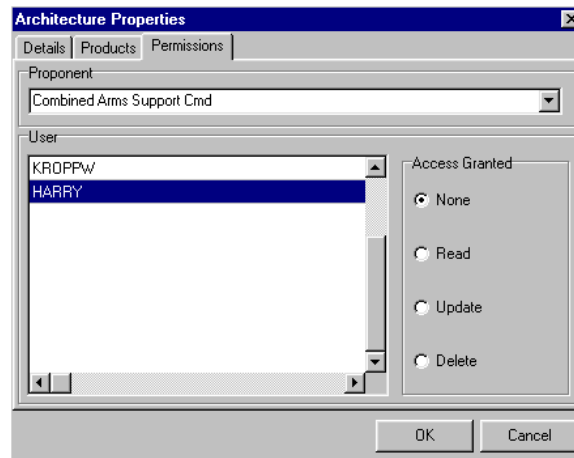 Architecture Properties
Details Products Permissions
Proponent
Combined Arms Support Cmd
User
KROPPW
HARRY
Access Granted
None
Read
Update
Delete
OK Cancel